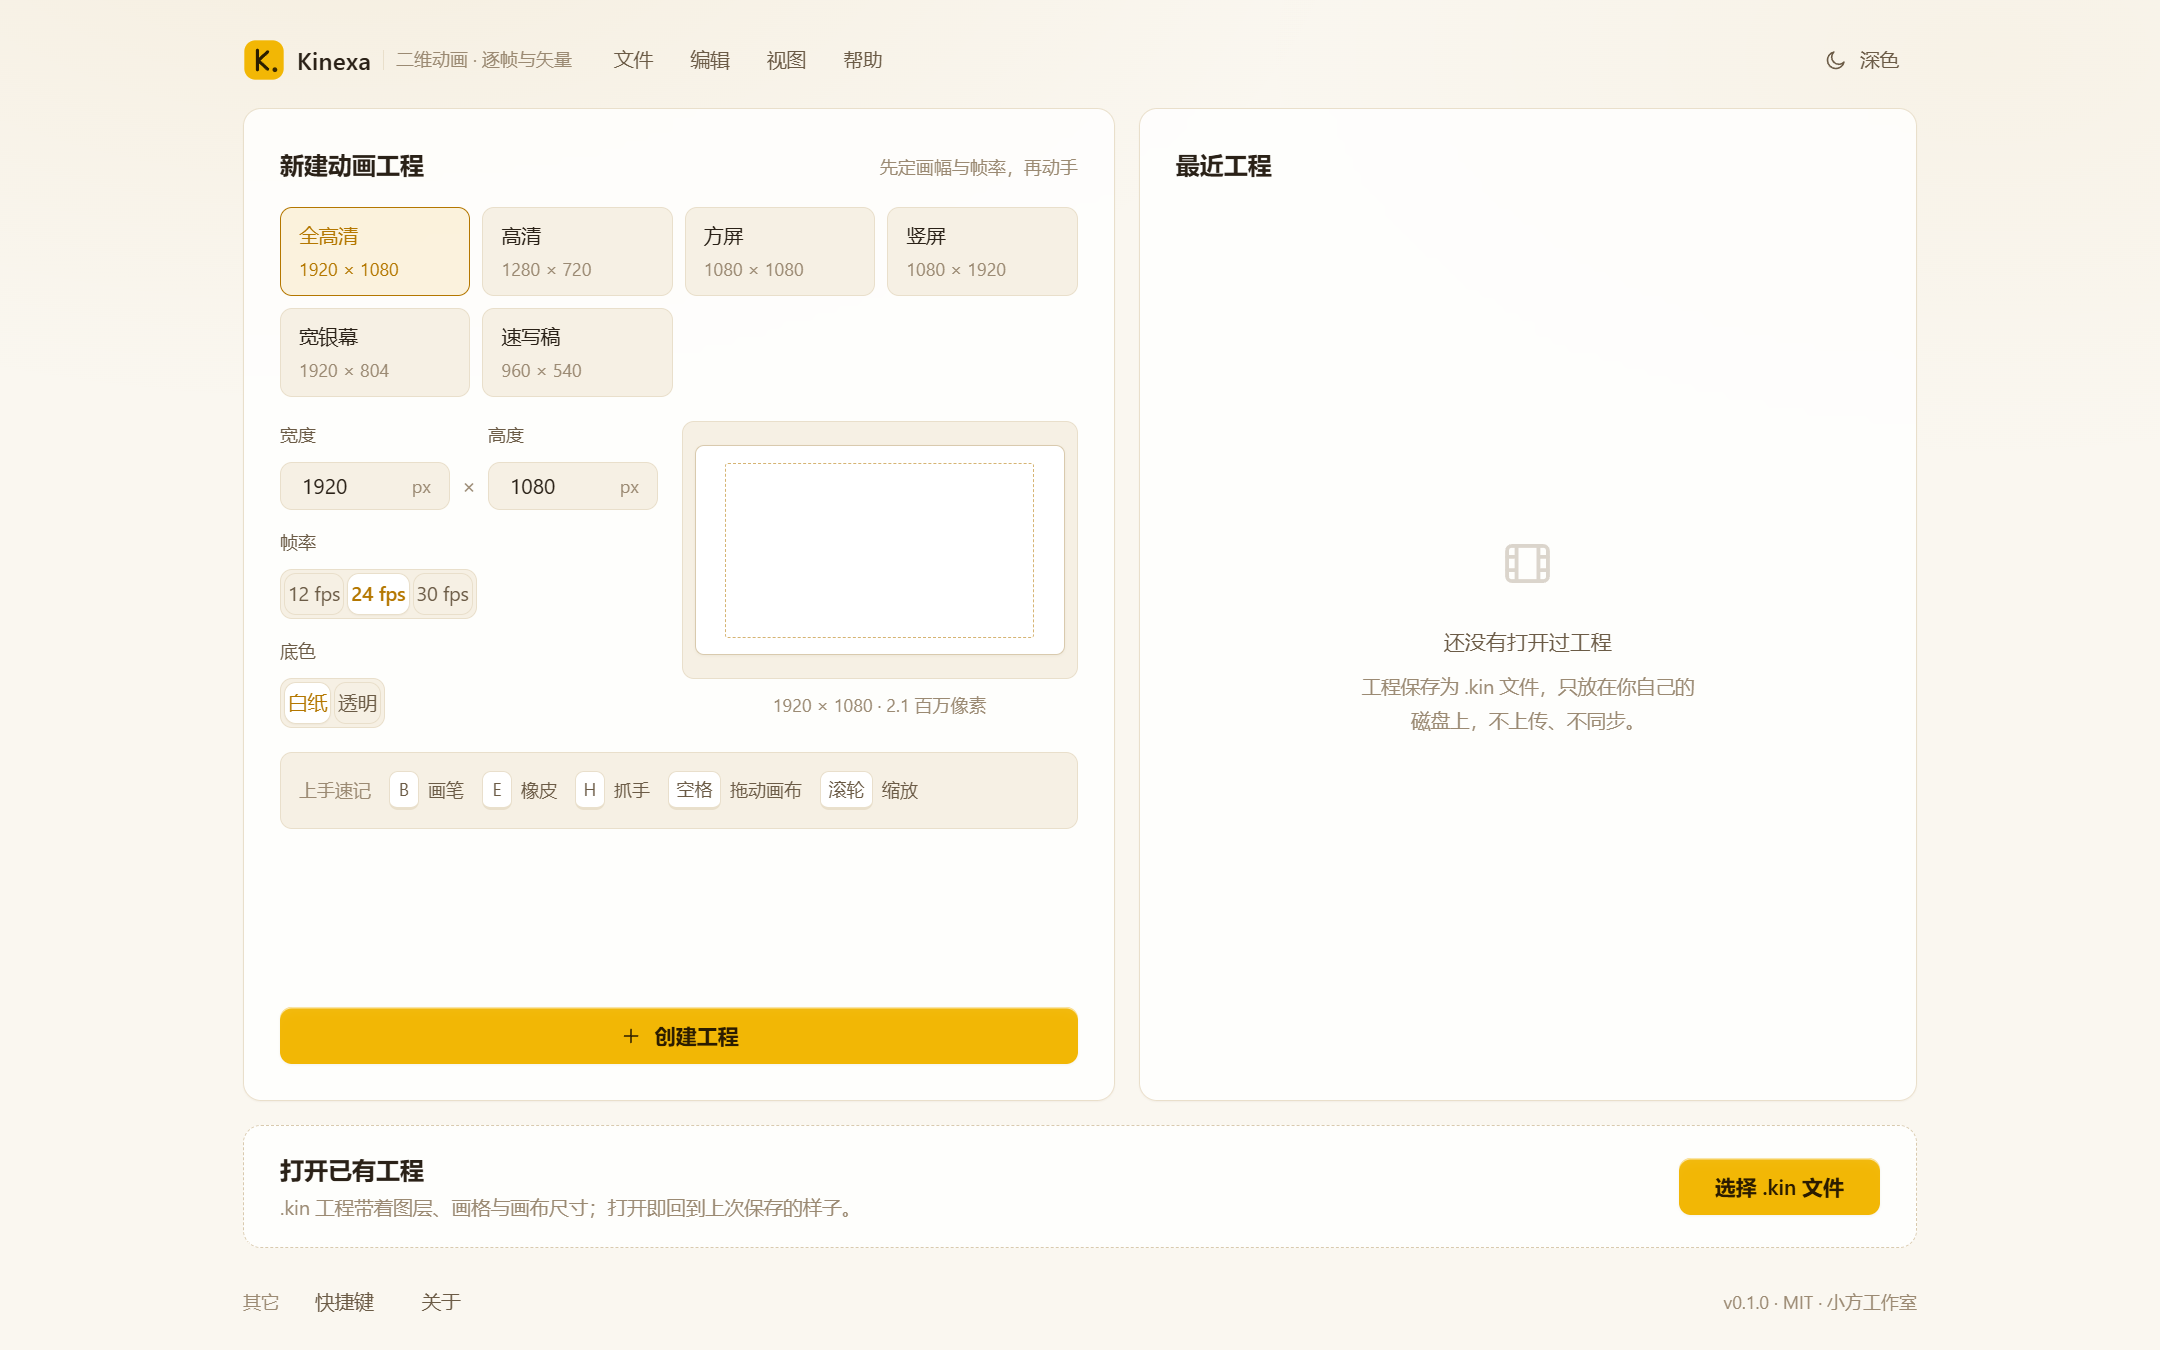 K. Kinexa 二维动画 · 逐帧与矢量 文件 编辑 视图 帮助 深色
新建动画工程 先定画幅与帧率，再动手
全高清 高清 方屏 竖屏
1920 × 1080 1280 × 720 1080 × 1080 1080 × 1920
宽银幕 速写稿
1920 × 804 960 × 540
宽度 高度
1920 px × 1080 px
帧率
12 fps 24 fps 30 fps
底色
白纸 透明
1920 × 1080 · 2.1 百万像素
上手速记 B 画笔 E 橡皮 H 抓手 空格 拖动画布 滚轮 缩放
+ 创建工程
最近工程
还没有打开过工程
工程保存为 .kin 文件，只放在你自己的
磁盘上，不上传、不同步。
打开已有工程
.kin 工程带着图层、画格与画布尺寸；打开即回到上次保存的样子。
选择 .kin 文件
其它 快捷键 关于
v0.1.0 · MIT · 小方工作室